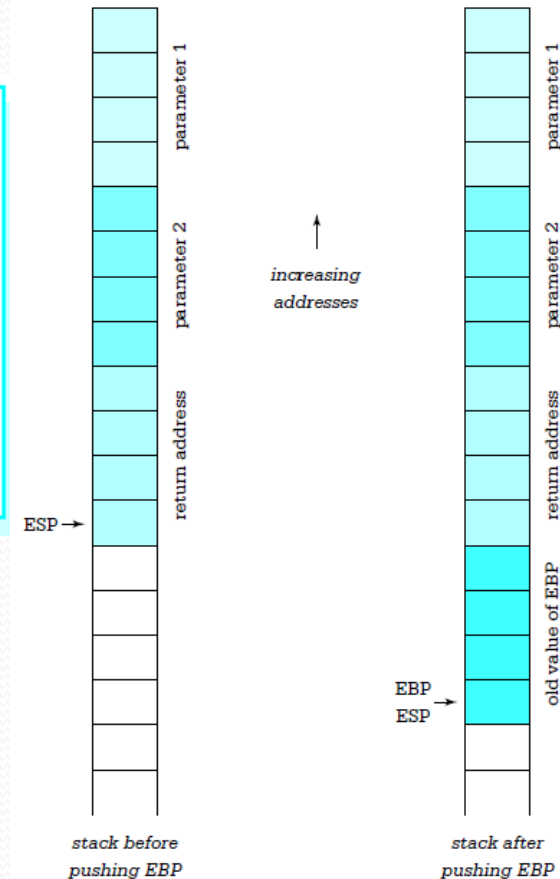 parameter 1
parameter 2
return address
ESP
stack before
pushing EBP
increasing
addresses
parameter 1
parameter 2
return address
old value of EBP
EBP
ESP
stack after
pushing EBP